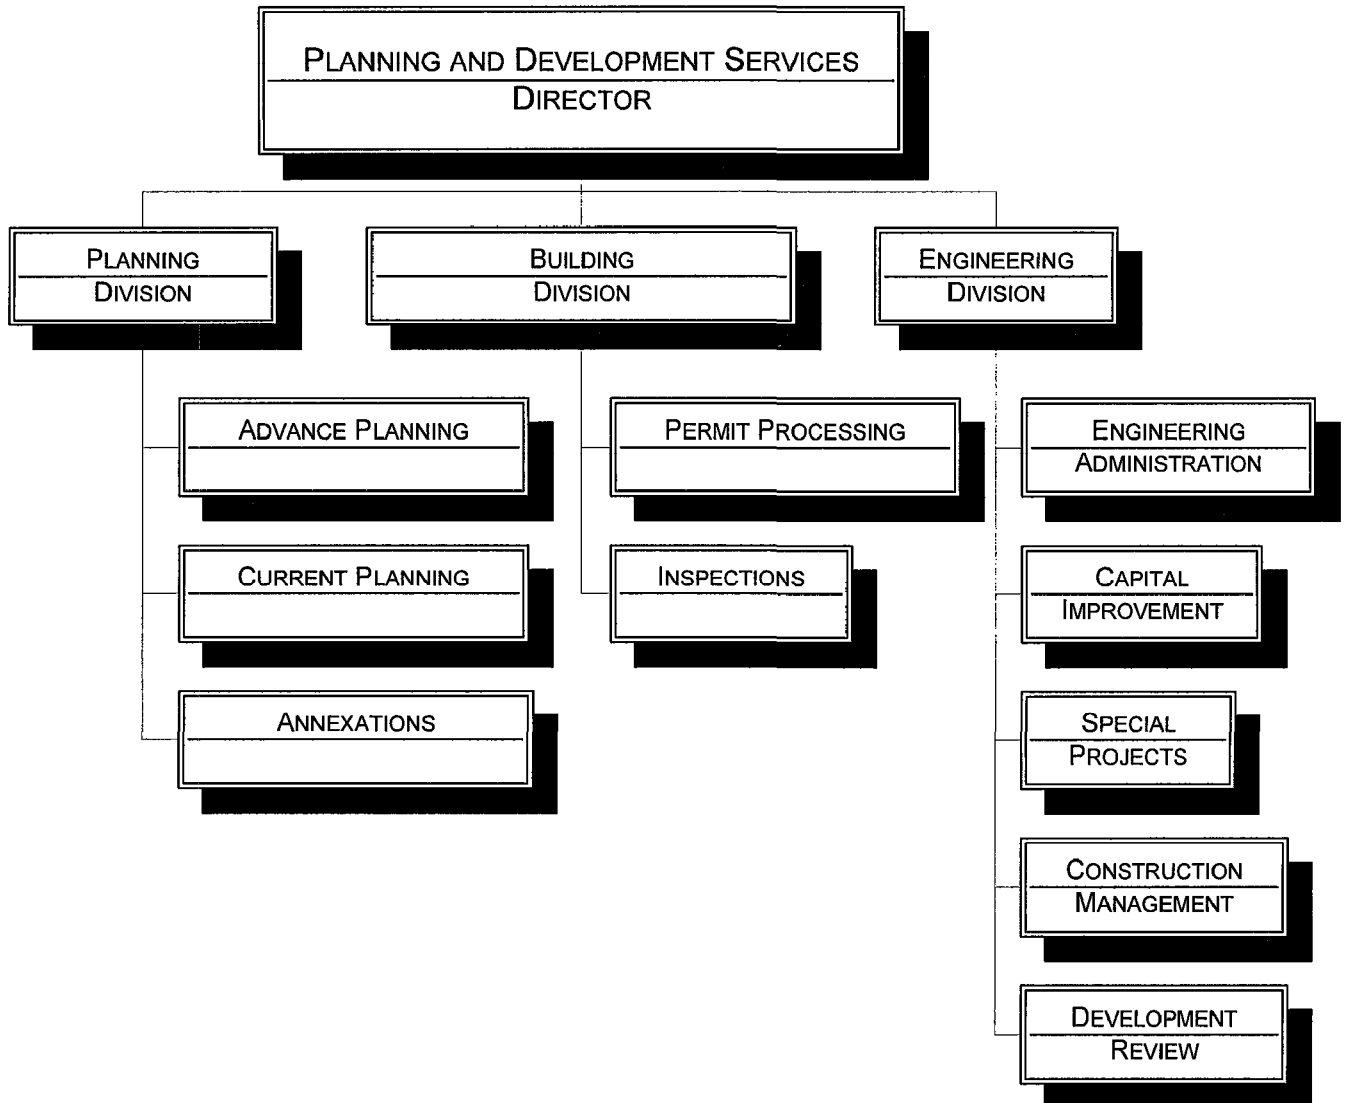 PLANNING AND DEVELOPMENT SERVICES
DIRECTOR
PLANNING
DIVISION
BUILDING
DIVISION
ENGINEERING
DIVISION
ADVANCE PLANNING
CURRENT PLANNING
ANNEXATIONS
PERMIT PROCESSING
INSPECTIONS
ENGINEERING
ADMINISTRATION
CAPITAL
IMPROVEMENT
SPECIAL
PROJECTS
CONSTRUCTION
MANAGEMENT
DEVELOPMENT
REVIEW